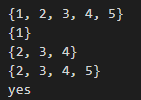 {1, 2, 3, 4, 5}
{1}
{2, 3, 4}
{2, 3, 4, 5}
yes